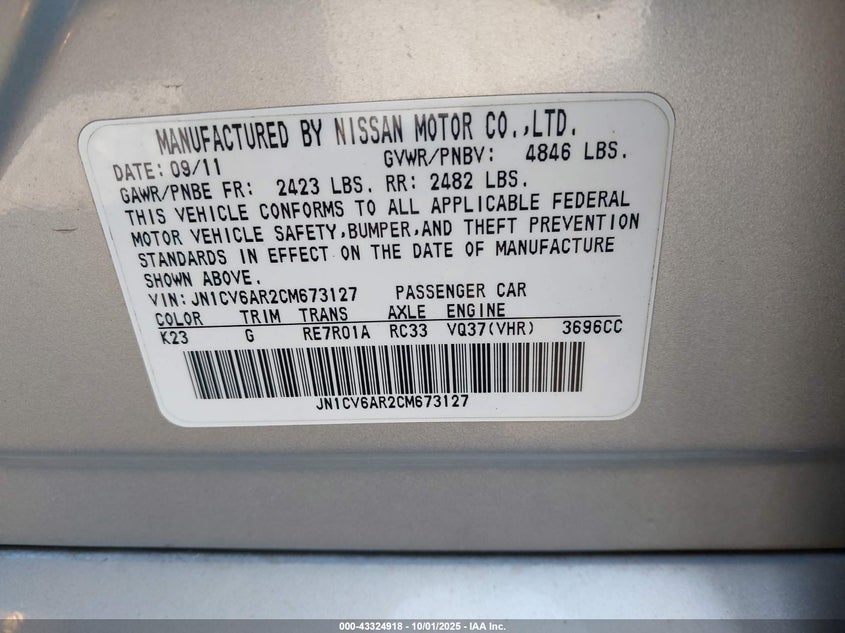 MANUFACTURED BY NISSAN MOTOR CO.,LTD.
DATE: 09/11 GVWR/PNBV: 4846 LBS.
GAWR/PNBE FR: 2423 LBS. RR: 2482 LBS.
THIS VEHICLE CONFORMS TO ALL APPLICABLE FEDERAL
MOTOR VEHICLE SAFETY,BUMPER,AND THEFT PREVENTION
STANDARDS IN EFFECT ON THE DATE OF MANUFACTURE
SHOWN ABOVE.
VIN: JN1CV6AR2CM673127 PASSENGER CAR
COLOR TRIM TRANS AXLE ENGINE
K23 G RE7R01A RC33 VQ37(VHR) 3696CC
JN1CV6AR2CM673127
000-43324918 | 10/01/2025 - IAA Inc.